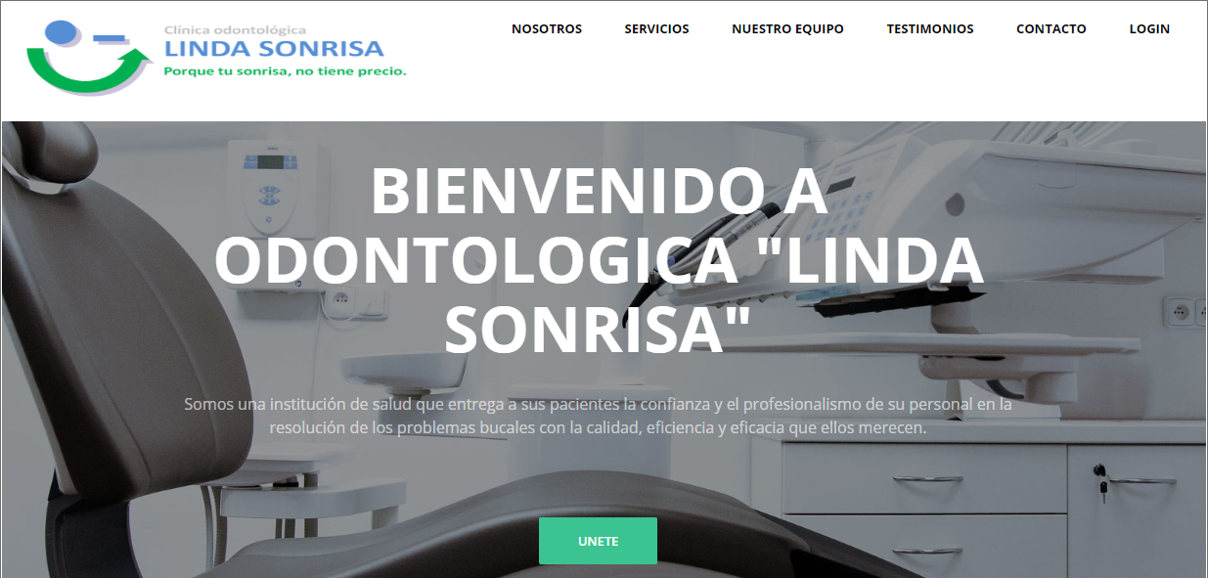 Clínica odontológica
LINDA SONRISA
Porque tu sonrisa, no tiene precio.
NOSOTROS SERVICIOS NUESTRO EQUIPO TESTIMONIOS CONTACTO LOGIN
BIENVENIDO A
ODONTOLOGICA "LINDA
SONRISA"
Somos una institución de salud que entrega a sus pacientes la confianza y el profesionalismo de su personal en la
resolución de los problemas bucales con la calidad, eficiencia y eficacia que ellos merecen.
UNETE